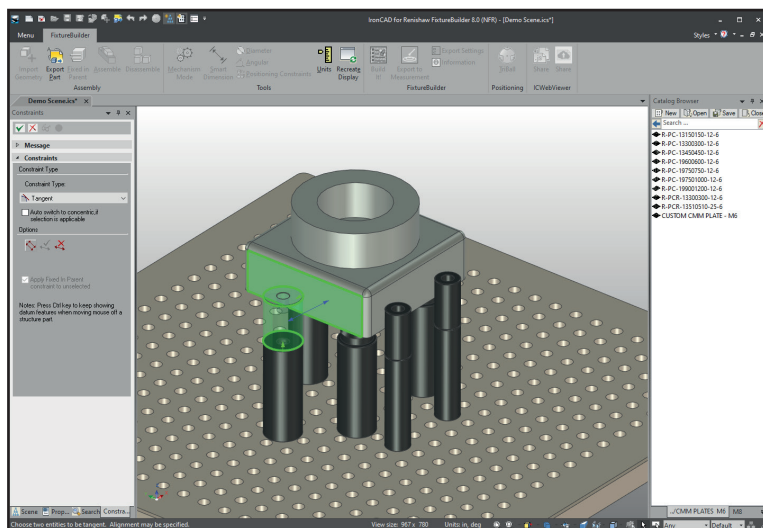 IronCAD for Renishaw FixtureBuilder 8.0 (NFR) - [Demo Scene.ics*]
Menu FixtureBuilder Styles
Import Geometry
Export Part
Fixed in Parent
Assemble
Disassemble
Assembly
Mechanism Mode
Smart Dimension
Diameter
Angular
Positioning Constraints
Tools
Units
Recreate Display
Build It!
Export to Measurement
Export Settings
Information
FixtureBuilder
TriBall
Positioning
Share
Share
ICWebViewer
Demo Scene.ics* X
Constraints
Message
Constraints
Constraint Type
Constraint Type:
Tangent
Auto switch to concentric,if
selection is applicable
Options
Apply Fixed In Parent
constraint to unselected
Notes: Press Ctrl key to keep showing
datum features when moving mouse off a
structure part.
Scene Prop... Search Constra...
Choose two entities to be tangent. Alignment may be specified.
View size: 967 x 780 Units: in, deg
Any Default
Catalog Browser
New Open Save Close
Search ...
R-PC-13150150-12-6
R-PC-13300300-12-6
R-PC-13450450-12-6
R-PC-19600600-12-6
R-PC-19750750-12-6
R-PC-197501000-12-6
R-PC-199001200-12-6
R-PCR-13300300-12-6
R-PCR-13510510-25-6
CUSTOM CMM PLATE - M6
.../CMM PLATES M6 M8